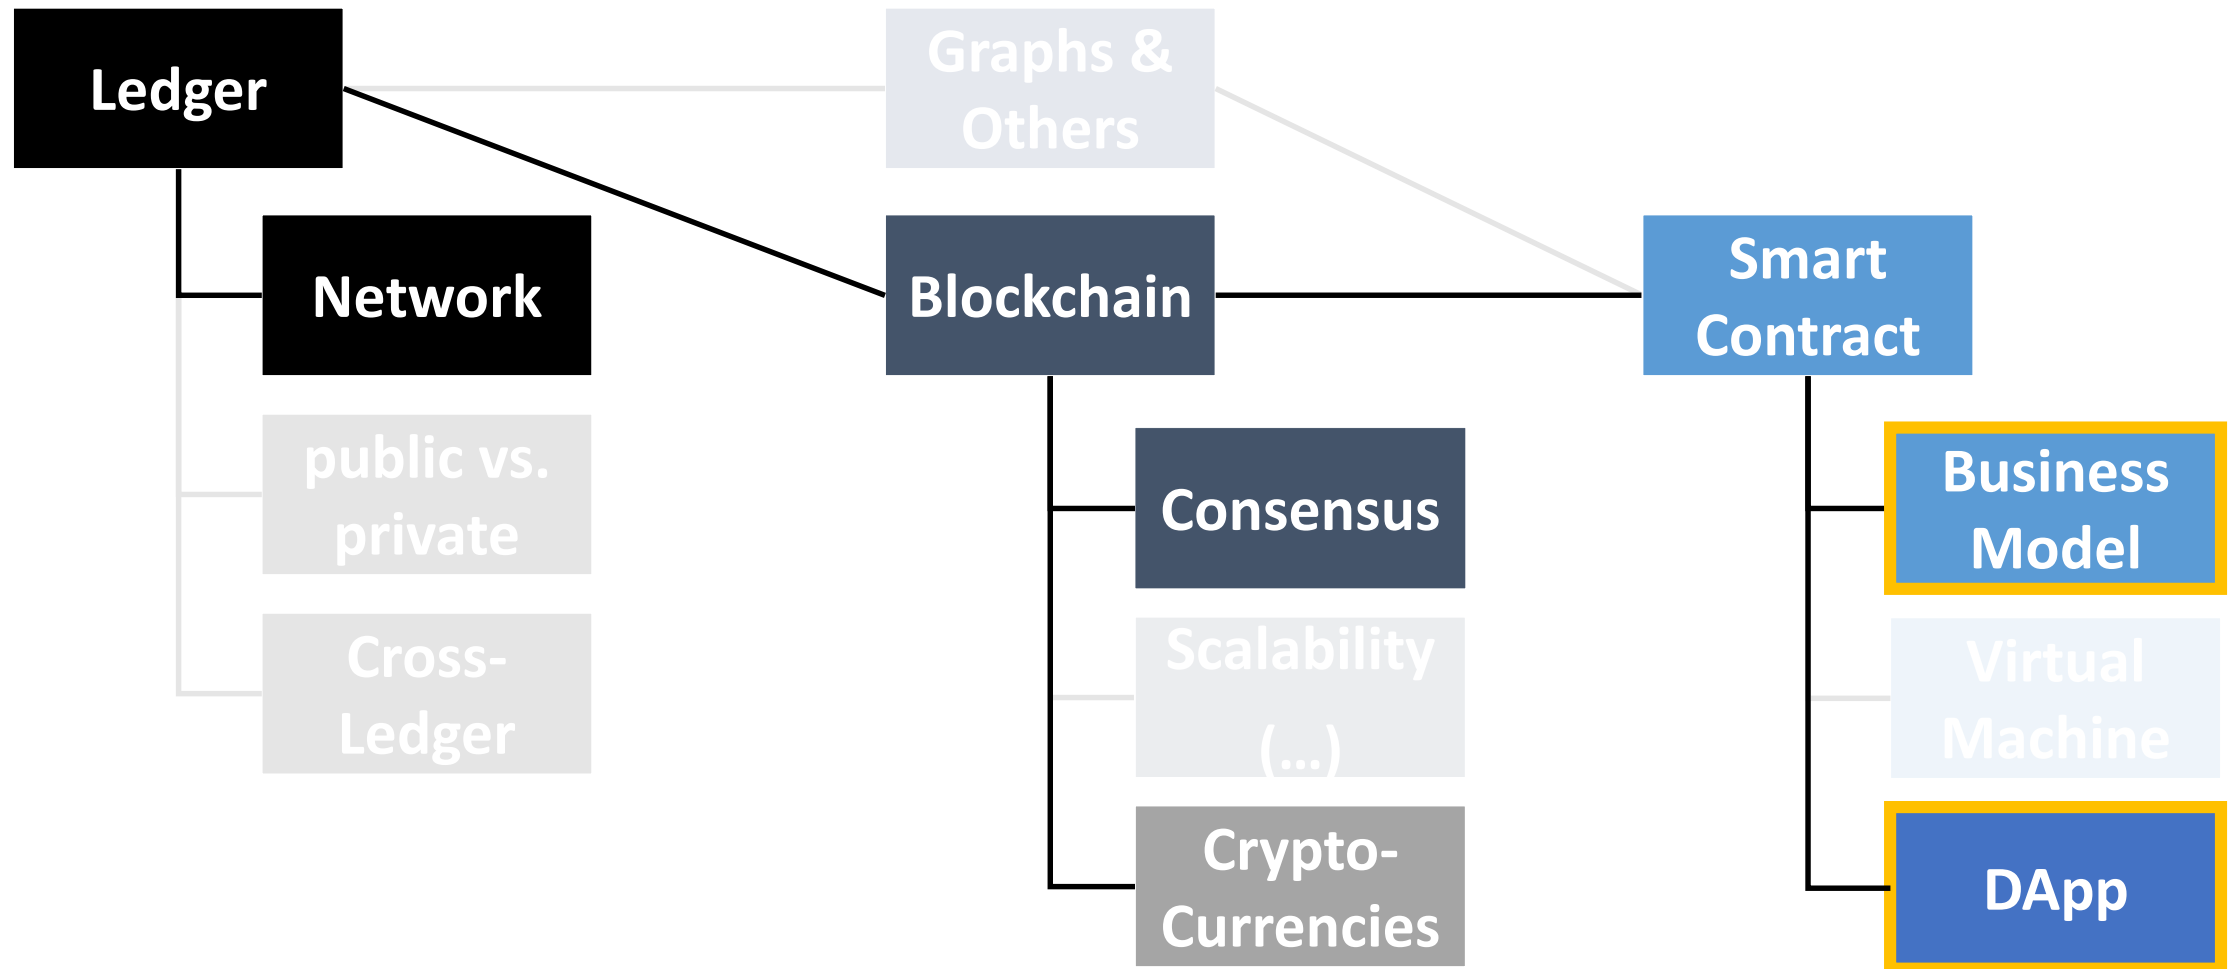 Ledger
Graphs &
Others
Network
Blockchain
Smart
Contract
public vs.
private
Consensus
Business
Model
Cross-
Ledger
Scalability
(...)
Virtual
Machine
Crypto-
Currencies
DApp